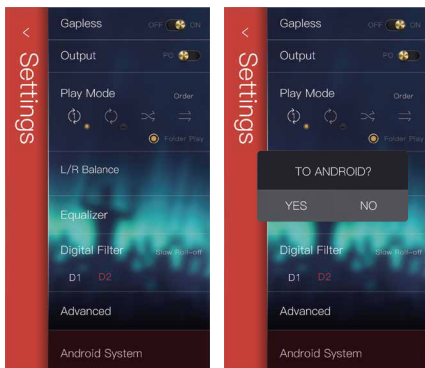 <
Settings
Gapless
OFF ON
Output
PO
Play Mode
Order
Folder Play
L/R Balance
Equalizer
Digital Filter
Slow Roll-off
D1 D2
Advanced
Android System
<
Settings
Gapless
OFF ON
Output
PO
Play Mode
Order
Folder Play
TO ANDROID?
YES NO
Digital Filter
Slow Roll-off
D1 D2
Advanced
Android System